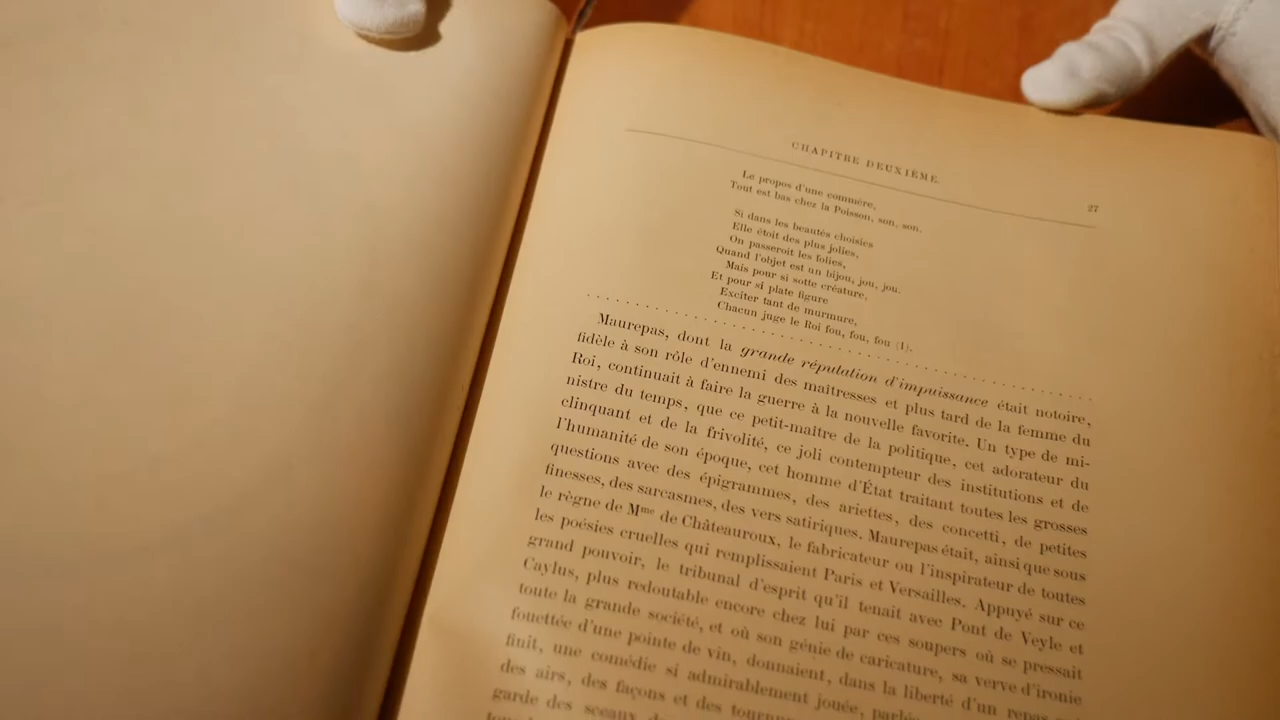 CHAPITRE DEUXIÈME.
27
Le propos d'une commère,
Tout est bas chez la Poisson, son, son.
Si dans les beautés choisies
Elle étoit des plus jolies,
On passeroit les folies,
Quand l'objet est un bijou, jou, jou.
Mais pour si sotte créature,
Et pour si plate figure
Exciter tant de murmure,
Chacun juge le Roi fou, fou, fou (1).
Maurepas, dont la grande réputation d'impuissance était notoire,
fidèle à son rôle d'ennemi des maîtresses et plus tard de la femme du
Roi, continuait à faire la guerre à la nouvelle favorite. Un type de mi-
nistre du temps, que ce petit-maître de la politique, cet adorateur du
clinquant et de la frivolité, ce joli contempteur des institutions et de
l'humanité de son époque, cet homme d'État traitant toutes les grosses
questions avec des épigrammes, des ariettes, des concetti, de petites
finesses, des sarcasmes, des vers satiriques. Maurepas était, ainsi que sous
le règne de Mme de Châteauroux, le fabricateur ou l'inspirateur de toutes
les poésies cruelles qui remplissaient Paris et Versailles. Appuyé sur ce
grand pouvoir, le tribunal d'esprit qu'il tenait avec Pont de Veyle et
Caylus, plus redoutable encore chez lui par ces soupers où se pressait
toute la grande société, et où son génie de caricature, sa verve d'ironie
fouettée d'une pointe de vin, donnaient, dans la liberté d'un repas
finit, une comédie si admirablement jouée,
des airs, des façons et des
garde des sceaux